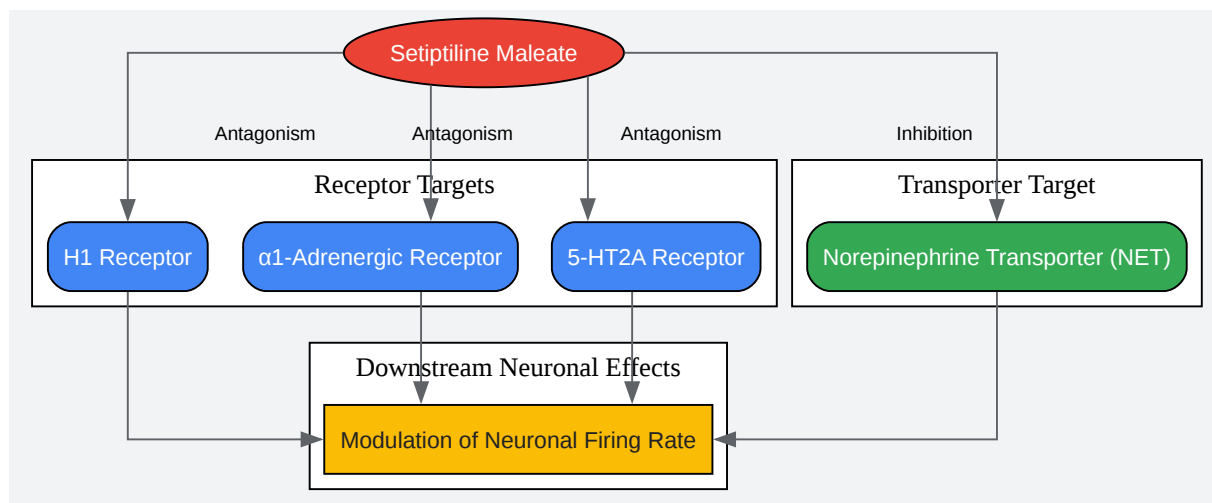 Setiptiline Maleate
Antagonism
Antagonism
Antagonism
Inhibition
Receptor Targets
Transporter Target
H1 Receptor
α1-Adrenergic Receptor
5-HT2A Receptor
Norepinephrine Transporter (NET)
Downstream Neuronal Effects
Modulation of Neuronal Firing Rate